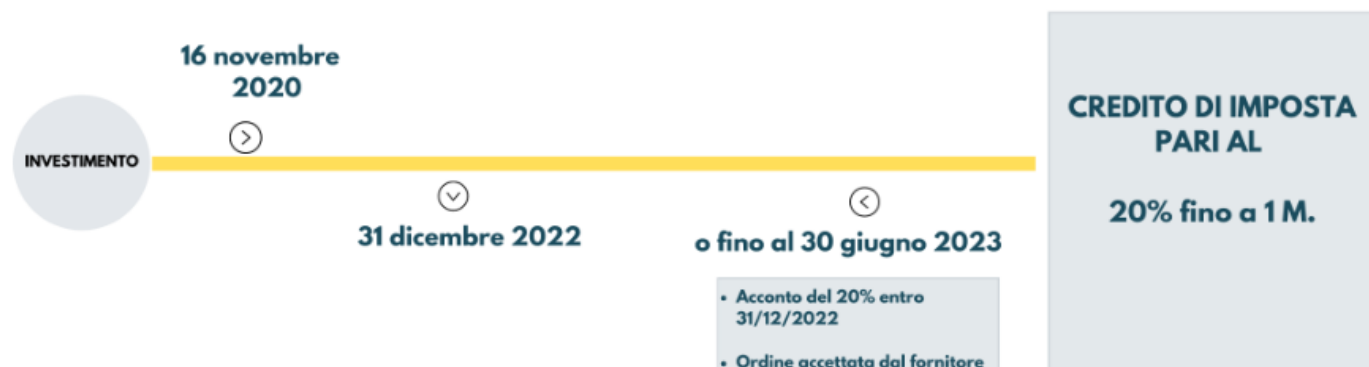 16 novembre
2020
INVESTIMENTO
31 dicembre 2022
o fino al 30 giugno 2023
• Acconto del 20% entro
31/12/2022
• Ordine accettata dal fornitore
CREDITO DI IMPOSTA
PARI AL
20% fino a 1 M.